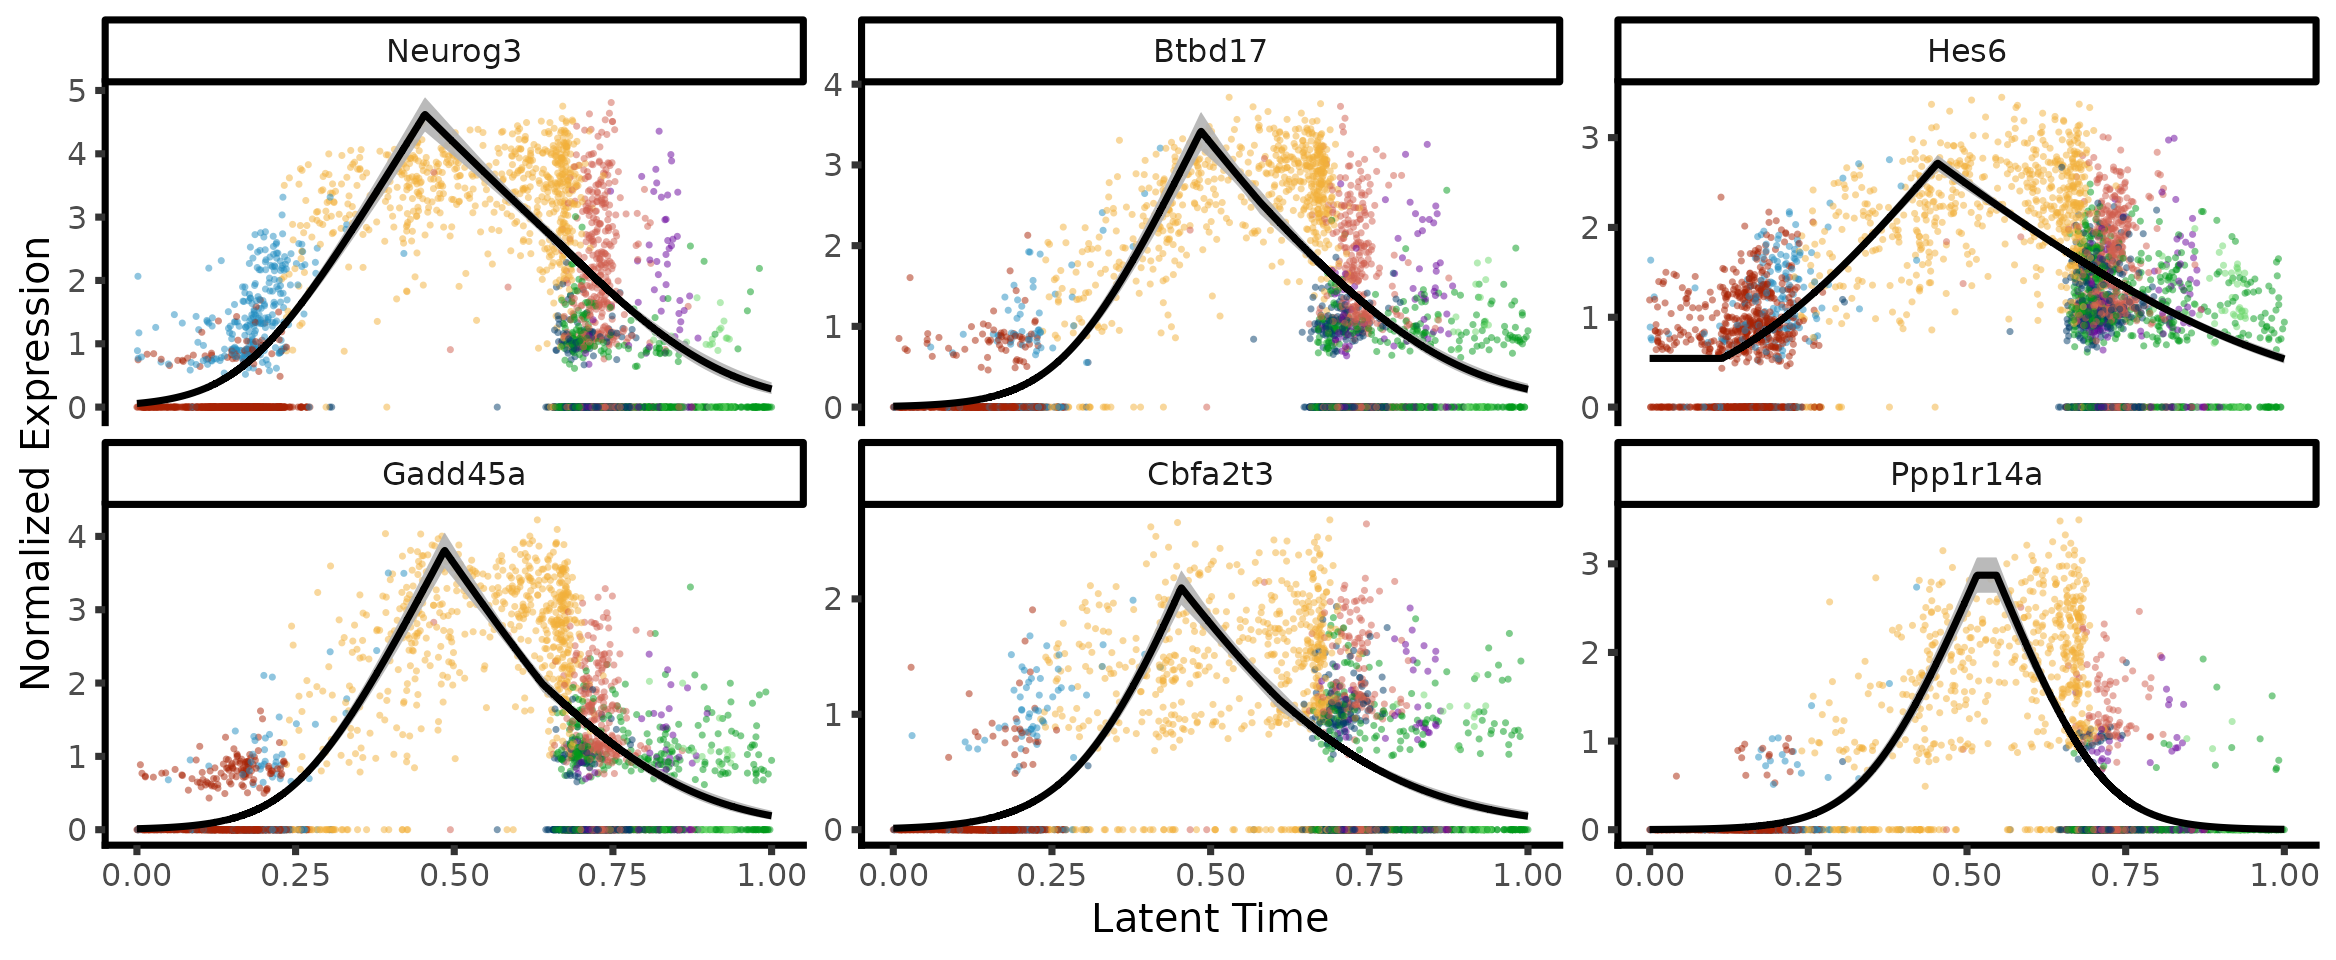 Neurog3 Btbd17 Hes6
5 4 3 2 1 0
4 3 2 1 0
3 2 1 0
Normalized Expression
Gadd45a Cbfa2t3 Ppp1r14a
4 3 2 1 0
2 1 0
3 2 1 0
0.00 0.25 0.50 0.75 1.00 0.00 0.25 0.50 0.75 1.00 0.00 0.25 0.50 0.75 1.00
Latent Time